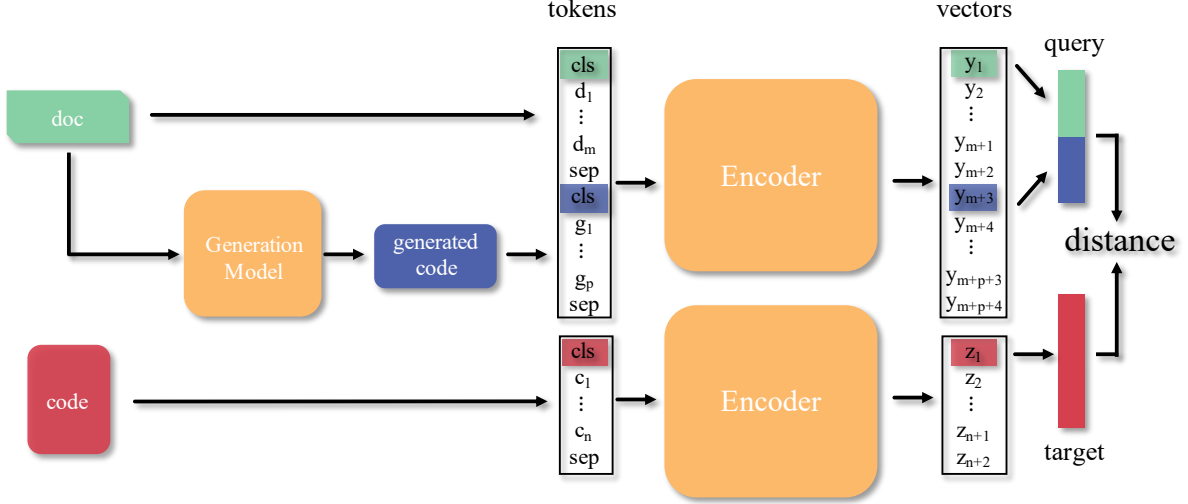 tokens
vectors
query
doc
Generation
Model
generated
code
cls
d₁
⋮
dₘ
sep
cls
g₁
⋮
gₚ
sep
Encoder
y₁
y₂
⋮
yₘ₊₁
yₘ₊₂
yₘ₊₃
yₘ₊₄
⋮
yₘ₊ₚ₊₃
yₘ₊ₚ₊₄
distance
code
cls
c₁
⋮
cₙ
sep
Encoder
z₁
z₂
⋮
zₙ₊₁
zₙ₊₂
target